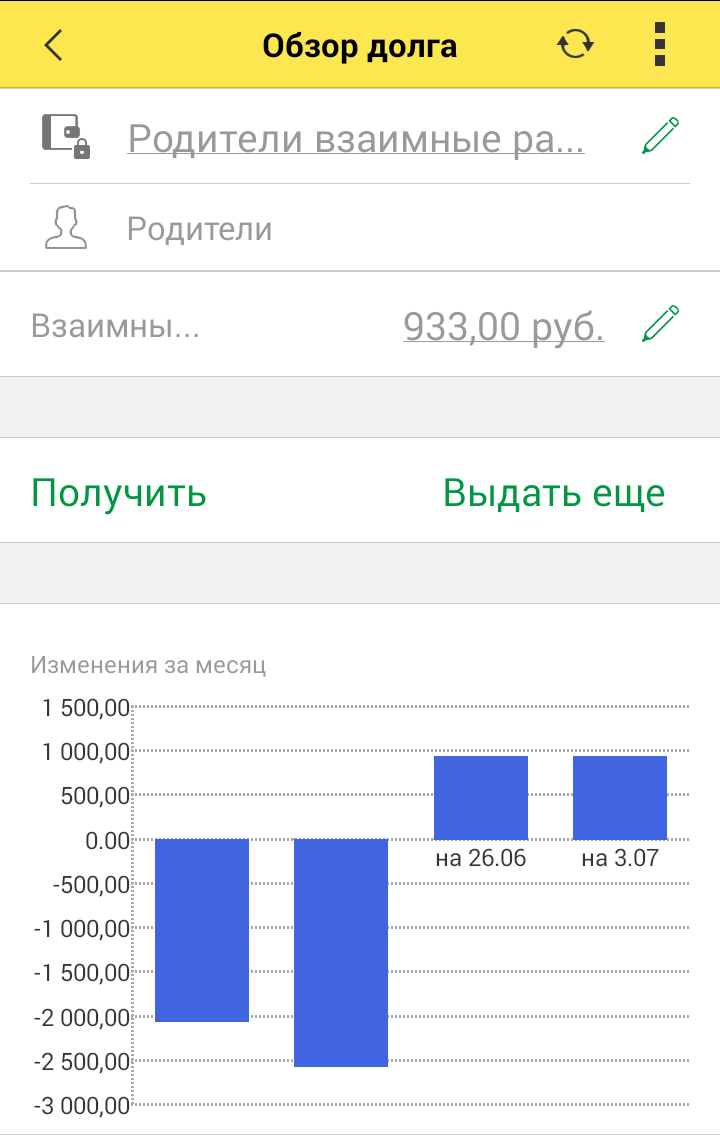 Обзор долга
Родители взаимные ра...
Родители
Взаимны... 933,00 руб.
Получить Выдать еще
Изменения за месяц
1 500,00
1 000,00
500,00
0.00
на 26.06 на 3.07
-500,00
-1 000,00
-1 500,00
-2 000,00
-2 500,00
-3 000,00